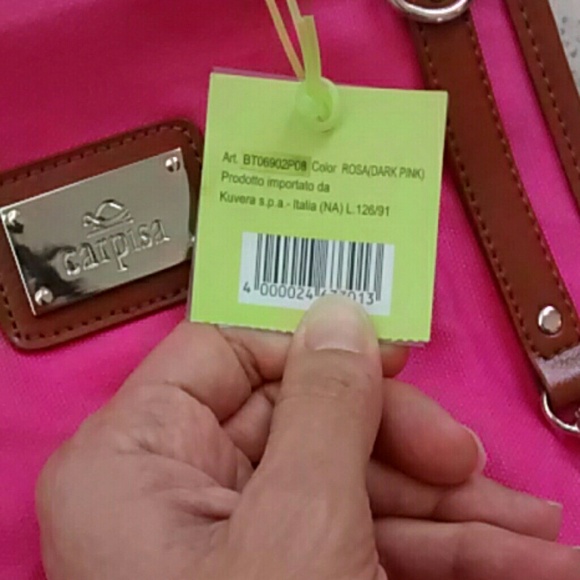 carpisa
Art. BT06902P08 Color ROSA(DARK PINK)
Prodotto importato da
Kuvera s.p.a - Italia (NA) L.126/91